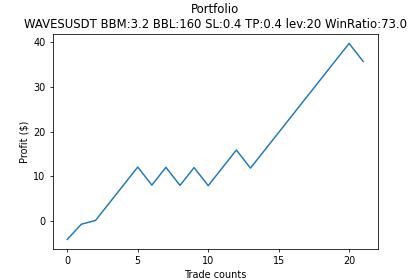 Portfolio
WAVESUSDT BBM:3.2 BBL:160 SL:0.4 TP:0.4 lev:20 WinRatio:73.0
40
30
20
10
0
Profit ($)
0 5 10 15 20
Trade counts